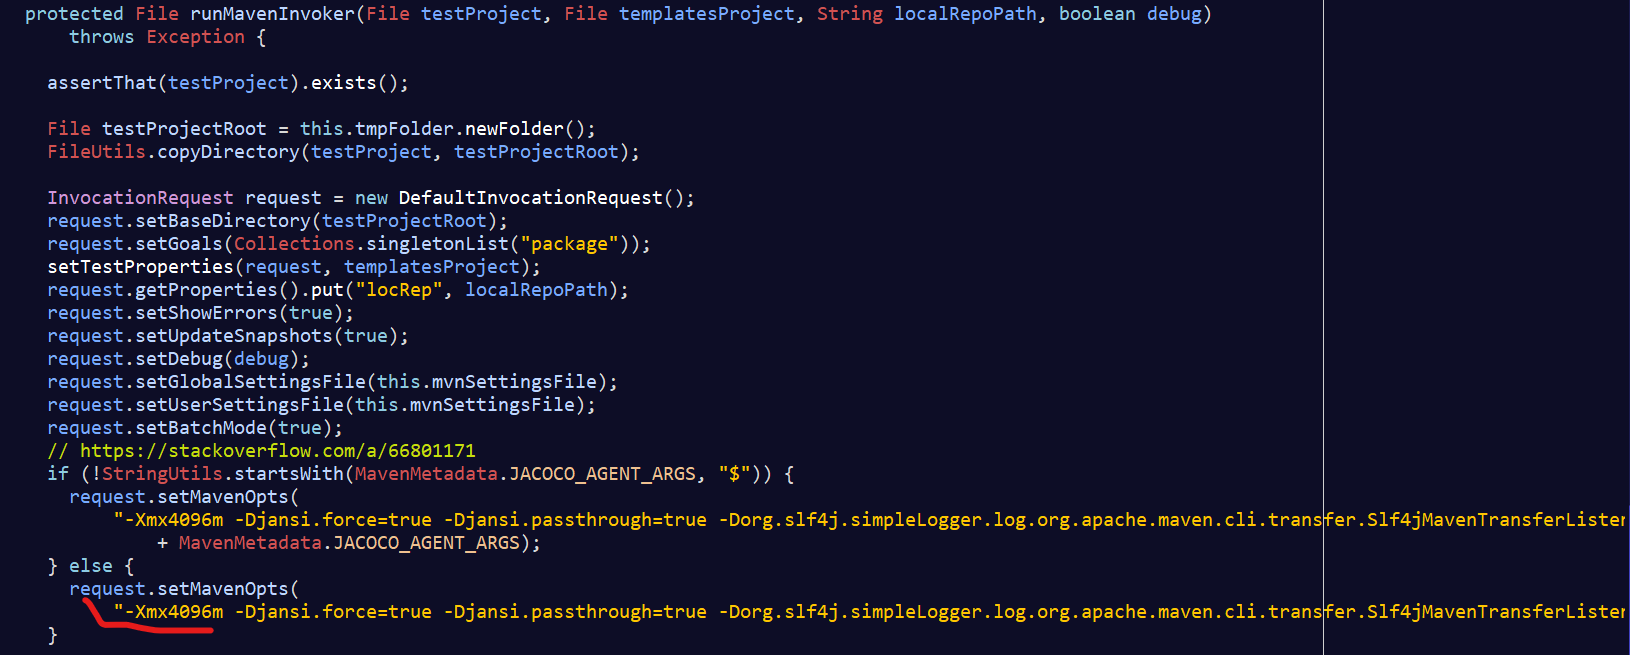 protected File runMavenInvoker(File testProject, File templatesProject, String localRepoPath, boolean debug)
throws Exception {
assertThat(testProject).exists();
File testProjectRoot = this.tmpFolder.newFolder();
FileUtils.copyDirectory(testProject, testProjectRoot);
InvocationRequest request = new DefaultInvocationRequest();
request.setBaseDirectory(testProjectRoot);
request.setGoals(Collections.singletonList("package"));
setTestProperties(request, templatesProject);
request.getProperties().put("locRep", localRepoPath);
request.setShowErrors(true);
request.setUpdateSnapshots(true);
request.setDebug(debug);
request.setGlobalSettingsFile(this.mvnSettingsFile);
request.setUserSettingsFile(this.mvnSettingsFile);
request.setBatchMode(true);
// https://stackoverflow.com/a/66801171
if (!StringUtils.startsWith(MavenMetadata.JACOCO_AGENT_ARGS, "$")) {
request.setMavenOpts(
"-Xmx4096m -Djansi.force=true -Djansi.passthrough=true -Dorg.slf4j.simpleLogger.log.org.apache.maven.cli.transfer.Slf4jMavenTransferListen
+ MavenMetadata.JACOCO_AGENT_ARGS);
} else {
request.setMavenOpts(
"-Xmx4096m -Djansi.force=true -Djansi.passthrough=true -Dorg.slf4j.simpleLogger.log.org.apache.maven.cli.transfer.Slf4jMavenTransferListen
}